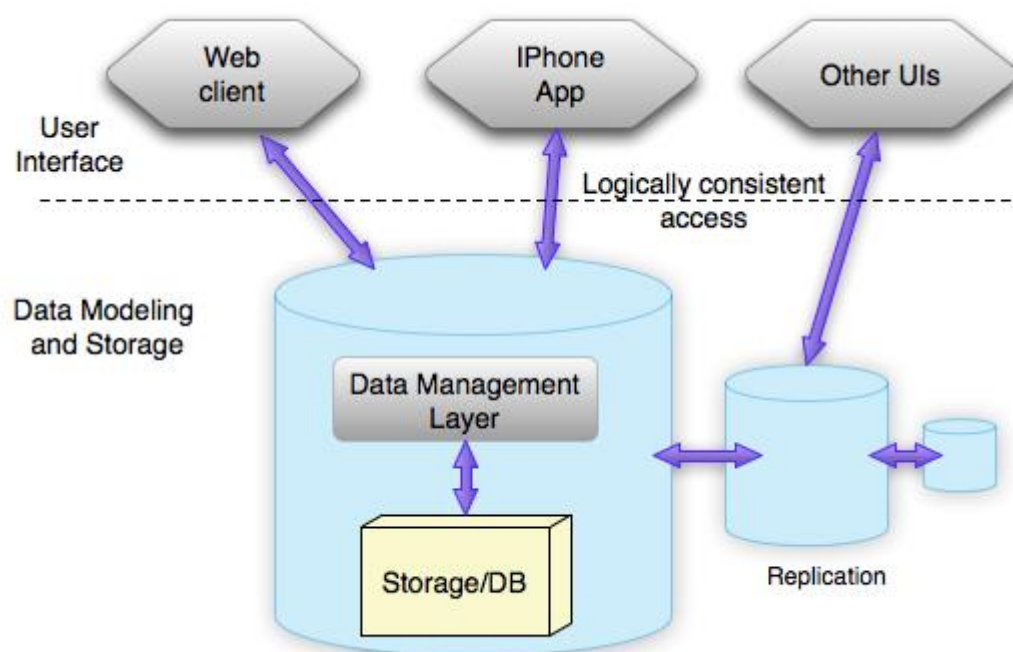 Web
client
IPhone
App
Other UIs
User
Interface
Logically consistent
access
Data Modeling
and Storage
Data Management
Layer
Storage/DB
Replication